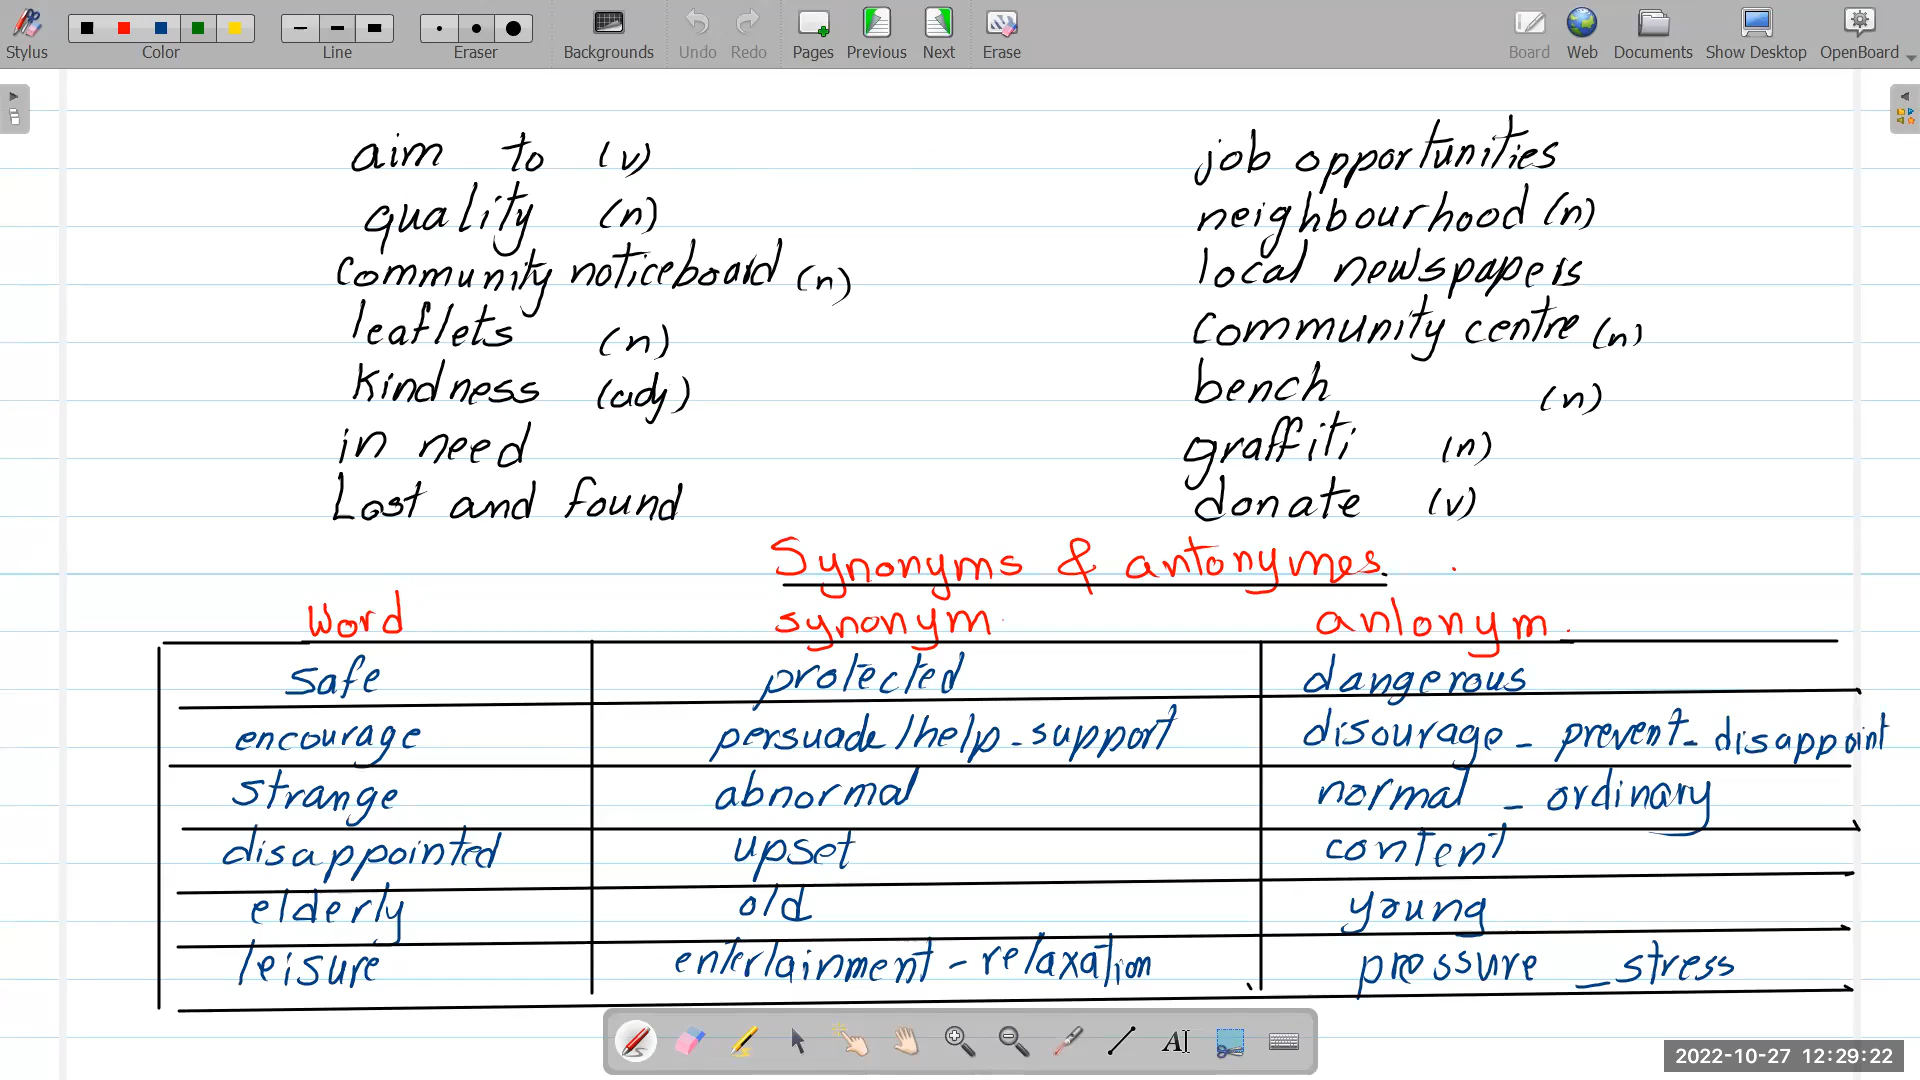 Stylus Color Line Eraser Backgrounds Undo Redo Pages Previous Next Erase Board Web Documents Show Desktop OpenBoard
aim to (v) job opportunities
quality (n) neighbourhood (n)
community noticeboard (n) local newspapers
leaflets (n) community centre (n)
kindness (adj) bench (n)
in need graffiti (n)
Lost and found donate (v)
Synonyms & antonymes.
Word synonym. antonym.
safe protected dangerous
encourage persuade/help - support disourage - prevent - disappoint
strange abnormal normal - ordinary
disappointed upset content
elderly old young
leisure entertainment - relaxation pressure - stress
2022-10-27 12:29:22